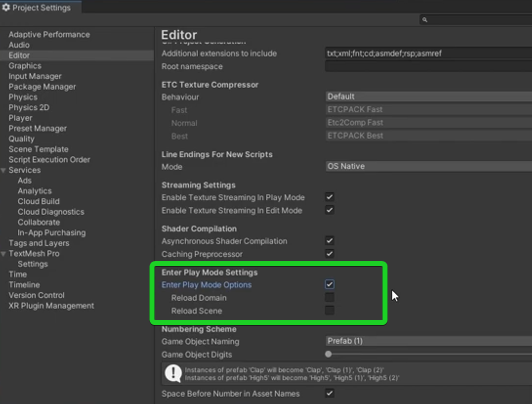 Project Settings
Adaptive Performance
Audio
Editor
Graphics
Input Manager
Package Manager
Physics
Physics 2D
Player
Preset Manager
Quality
Scene Template
Script Execution Order
Services
Ads
Analytics
Cloud Build
Cloud Diagnostics
Collaborate
In-App Purchasing
Tags and Layers
TextMesh Pro
Settings
Time
Timeline
Version Control
XR Plugin Management
Editor
Additional extensions to include txt;xml;fnt;cd;asmdef;rsp;asmref
Root namespace
ETC Texture Compressor
Behaviour Default
Fast ETCPACK Fast
Normal Etc2Comp Fast
Best ETCPACK Best
Line Endings For New Scripts
Mode OS Native
Streaming Settings
Enable Texture Streaming In Play Mode
Enable Texture Streaming In Edit Mode
Shader Compilation
Asynchronous Shader Compilation
Caching Preprocessor
Enter Play Mode Settings
Enter Play Mode Options
Reload Domain
Reload Scene
Numbering Scheme
Game Object Naming Prefab (1)
Game Object Digits
Instances of prefab 'Clap' will become 'Clap', 'Clap (1)', 'Clap (2)'
Instances of prefab 'High5' will become 'High5', 'High5 (1)', 'High5 (2)'
Space Before Number in Asset Names